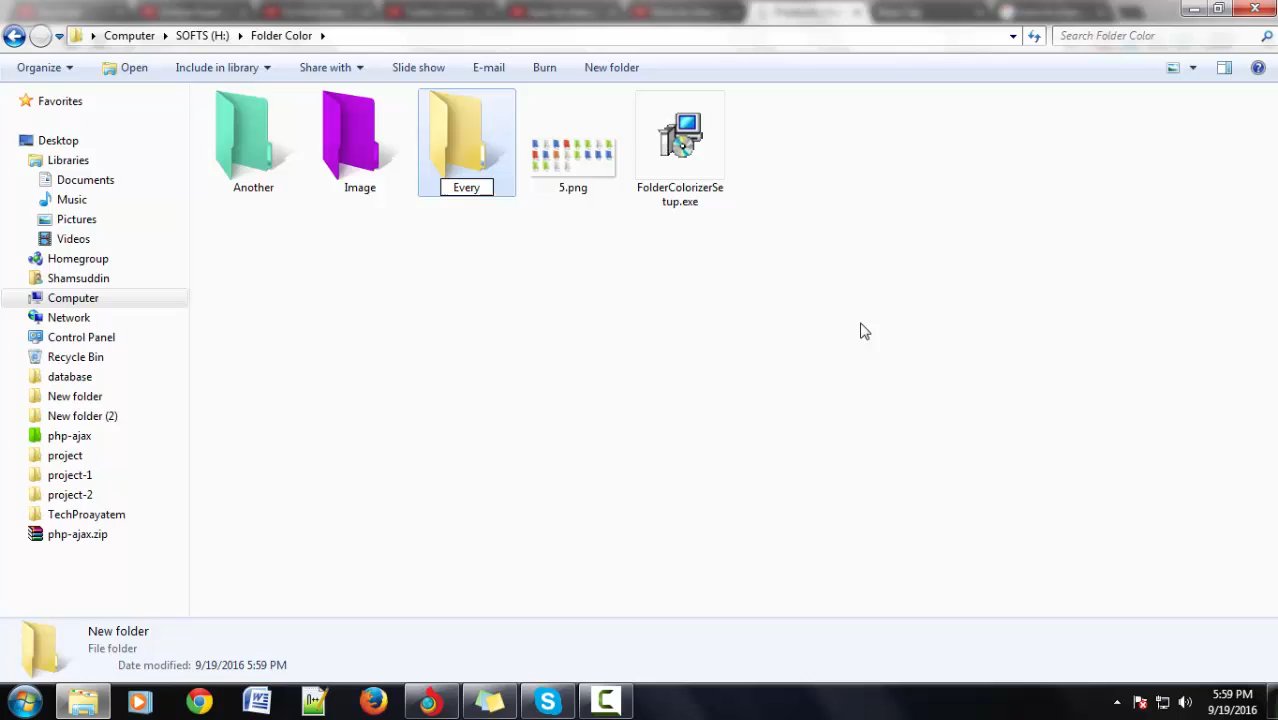 Computer
SOFTS (H:)
Folder Color
Search Folder Color
Organize
Open
Include in library
Share with
Slide show
E-mail
Burn
New folder
Favorites
Desktop
Libraries
Documents
Music
Pictures
Videos
Homegroup
Shamsuddin
Computer
Network
Control Panel
Recycle Bin
database
New folder
New folder (2)
php-ajax
project
project-1
project-2
TechProayatem
php-ajax.zip
Another
Image
Every
5.png
FolderColorizerSe
tup.exe
New folder
File folder
Date modified: 9/19/2016 5:59 PM
5:59 PM
9/19/2016